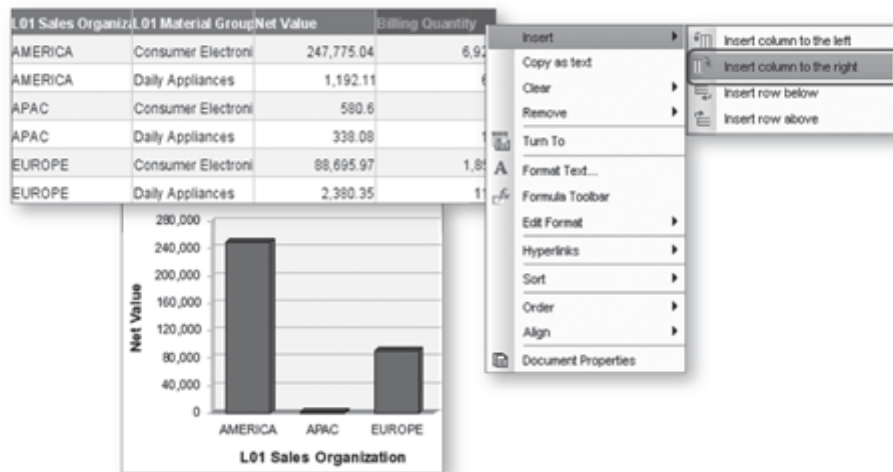 L01 Sales Organiza L01 Material Group Net Value Billing Quantity
AMERICA Consumer Electroni 247,775.04 6,92
AMERICA Daily Appliances 1,192.11 6
APAC Consumer Electroni 580.6
APAC Daily Appliances 338.08 1
EUROPE Consumer Electroni 88,695.97 1,85
EUROPE Daily Appliances 2,380.35 11
Insert
Copy as text
Clear
Remove
Turn To
Format Text...
Formula Toolbar
Edit Format
Hyperlinks
Sort
Order
Align
Document Properties
Insert column to the left
Insert column to the right
Insert row below
Insert row above
Net Value
280,000
240,000
200,000
160,000
120,000
80,000
40,000
0
AMERICA APAC EUROPE
L01 Sales Organization